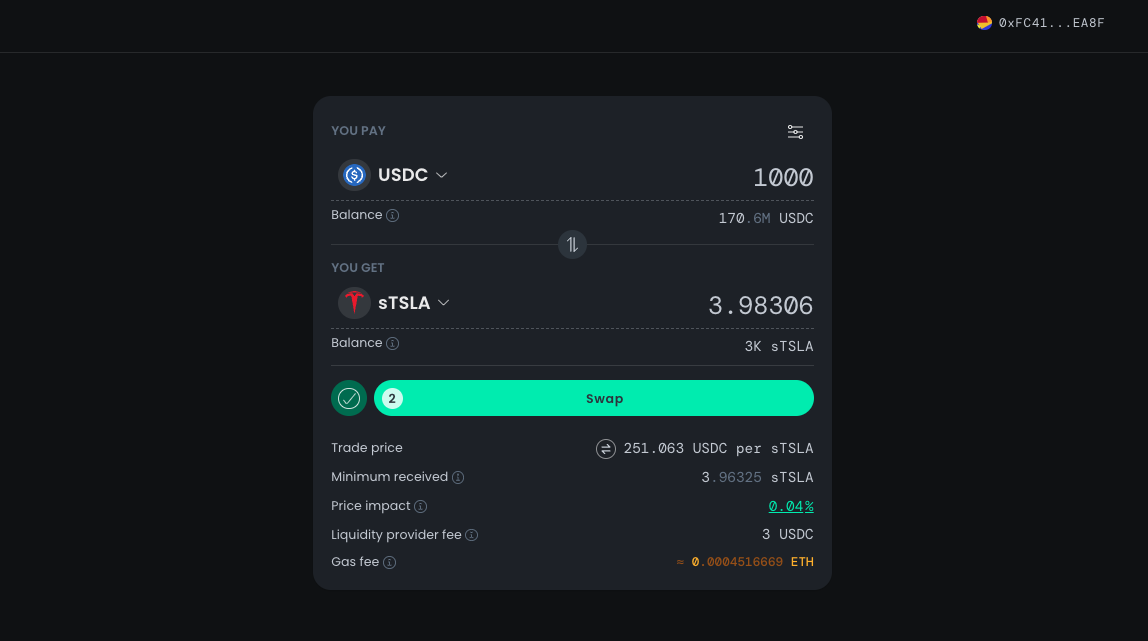 0xFC41...EA8F
YOU PAY
USDC 1000
Balance 170.6M USDC
YOU GET
sTSLA 3.98306
Balance 3K sTSLA
2 Swap
Trade price 251.063 USDC per sTSLA
Minimum received 3.96325 sTSLA
Price impact 0.04%
Liquidity provider fee 3 USDC
Gas fee ≈ 0.0004516669 ETH